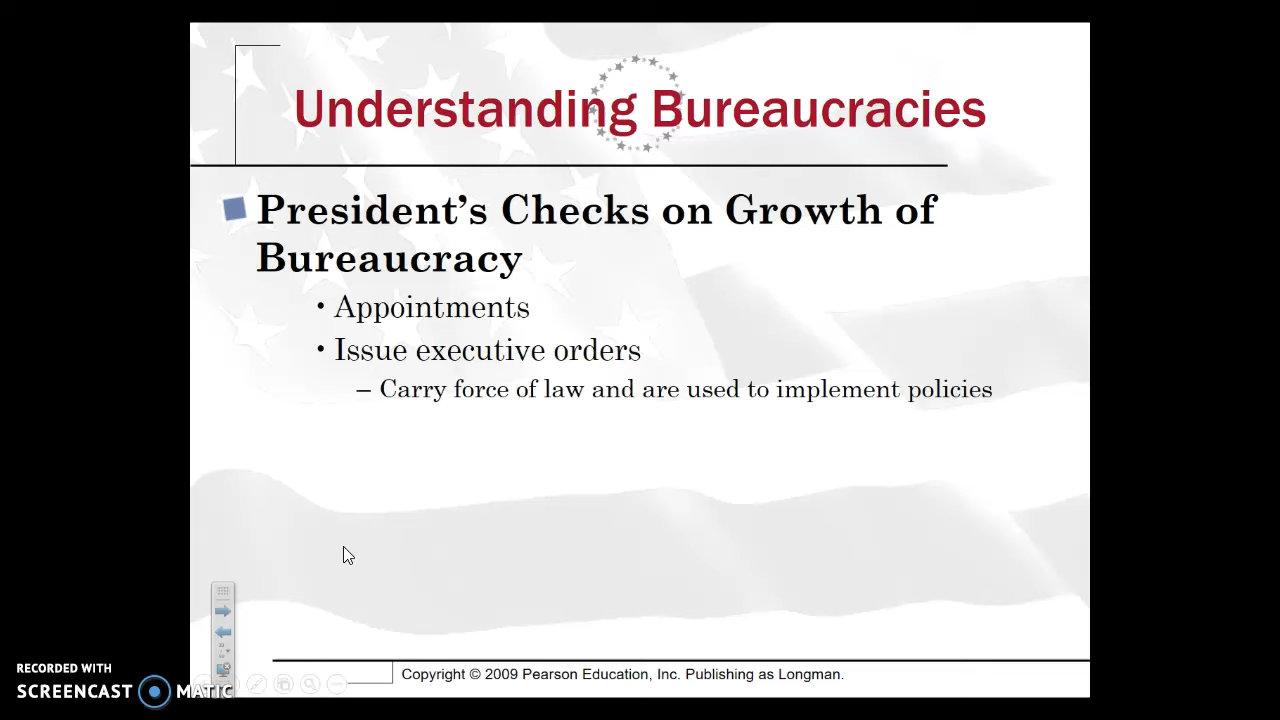 Understanding Bureaucracies
President’s Checks on Growth of
Bureaucracy
• Appointments
• Issue executive orders
– Carry force of law and are used to implement policies
Copyright © 2009 Pearson Education, Inc. Publishing as Longman.
RECORDED WITH
SCREENCAST MATIC